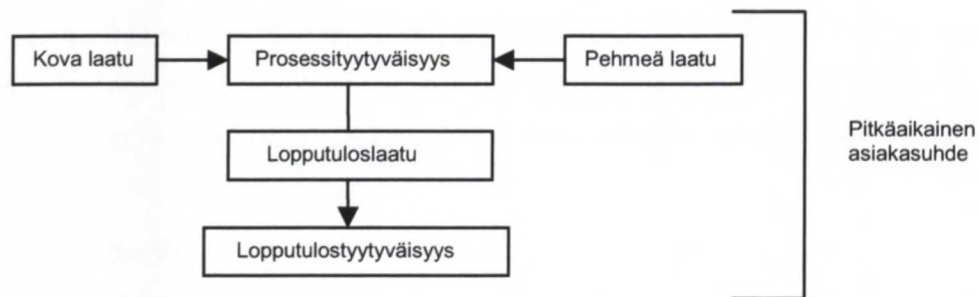 Kova laatu
Prosessityytyväisyys
Pehmeä laatu
Lopputuloslaatu
Lopputulostyytyväisyys
Pitkäaikainen
asiakasuhde